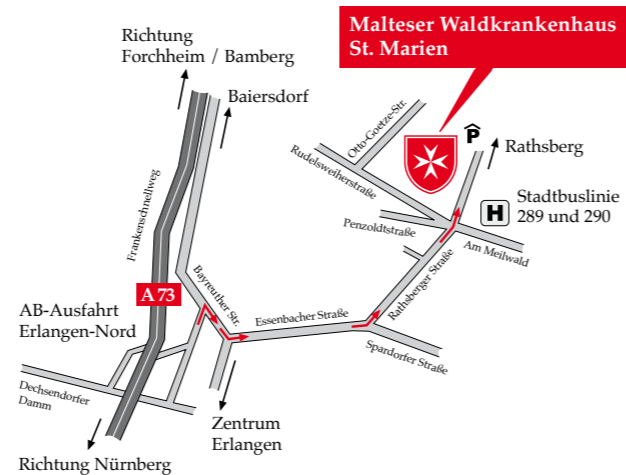 Malteser Waldkrankenhaus
St. Marien
Richtung
Forchheim / Bamberg
Baiersdorf
Otto-Goetze-Str.
Rudelsweiherstraße
P
Rathsberg
H
Stadtbuslinie
289 und 290
Penzoldtstraße
Am Meilwald
Frankenschnellweg
A 73
Bayreuther Str.
Rathsberger Straße
AB-Ausfahrt
Erlangen-Nord
Essenbacher Straße
Spardorfer Straße
Dechsendorfer
Damm
Zentrum
Erlangen
Richtung Nürnberg